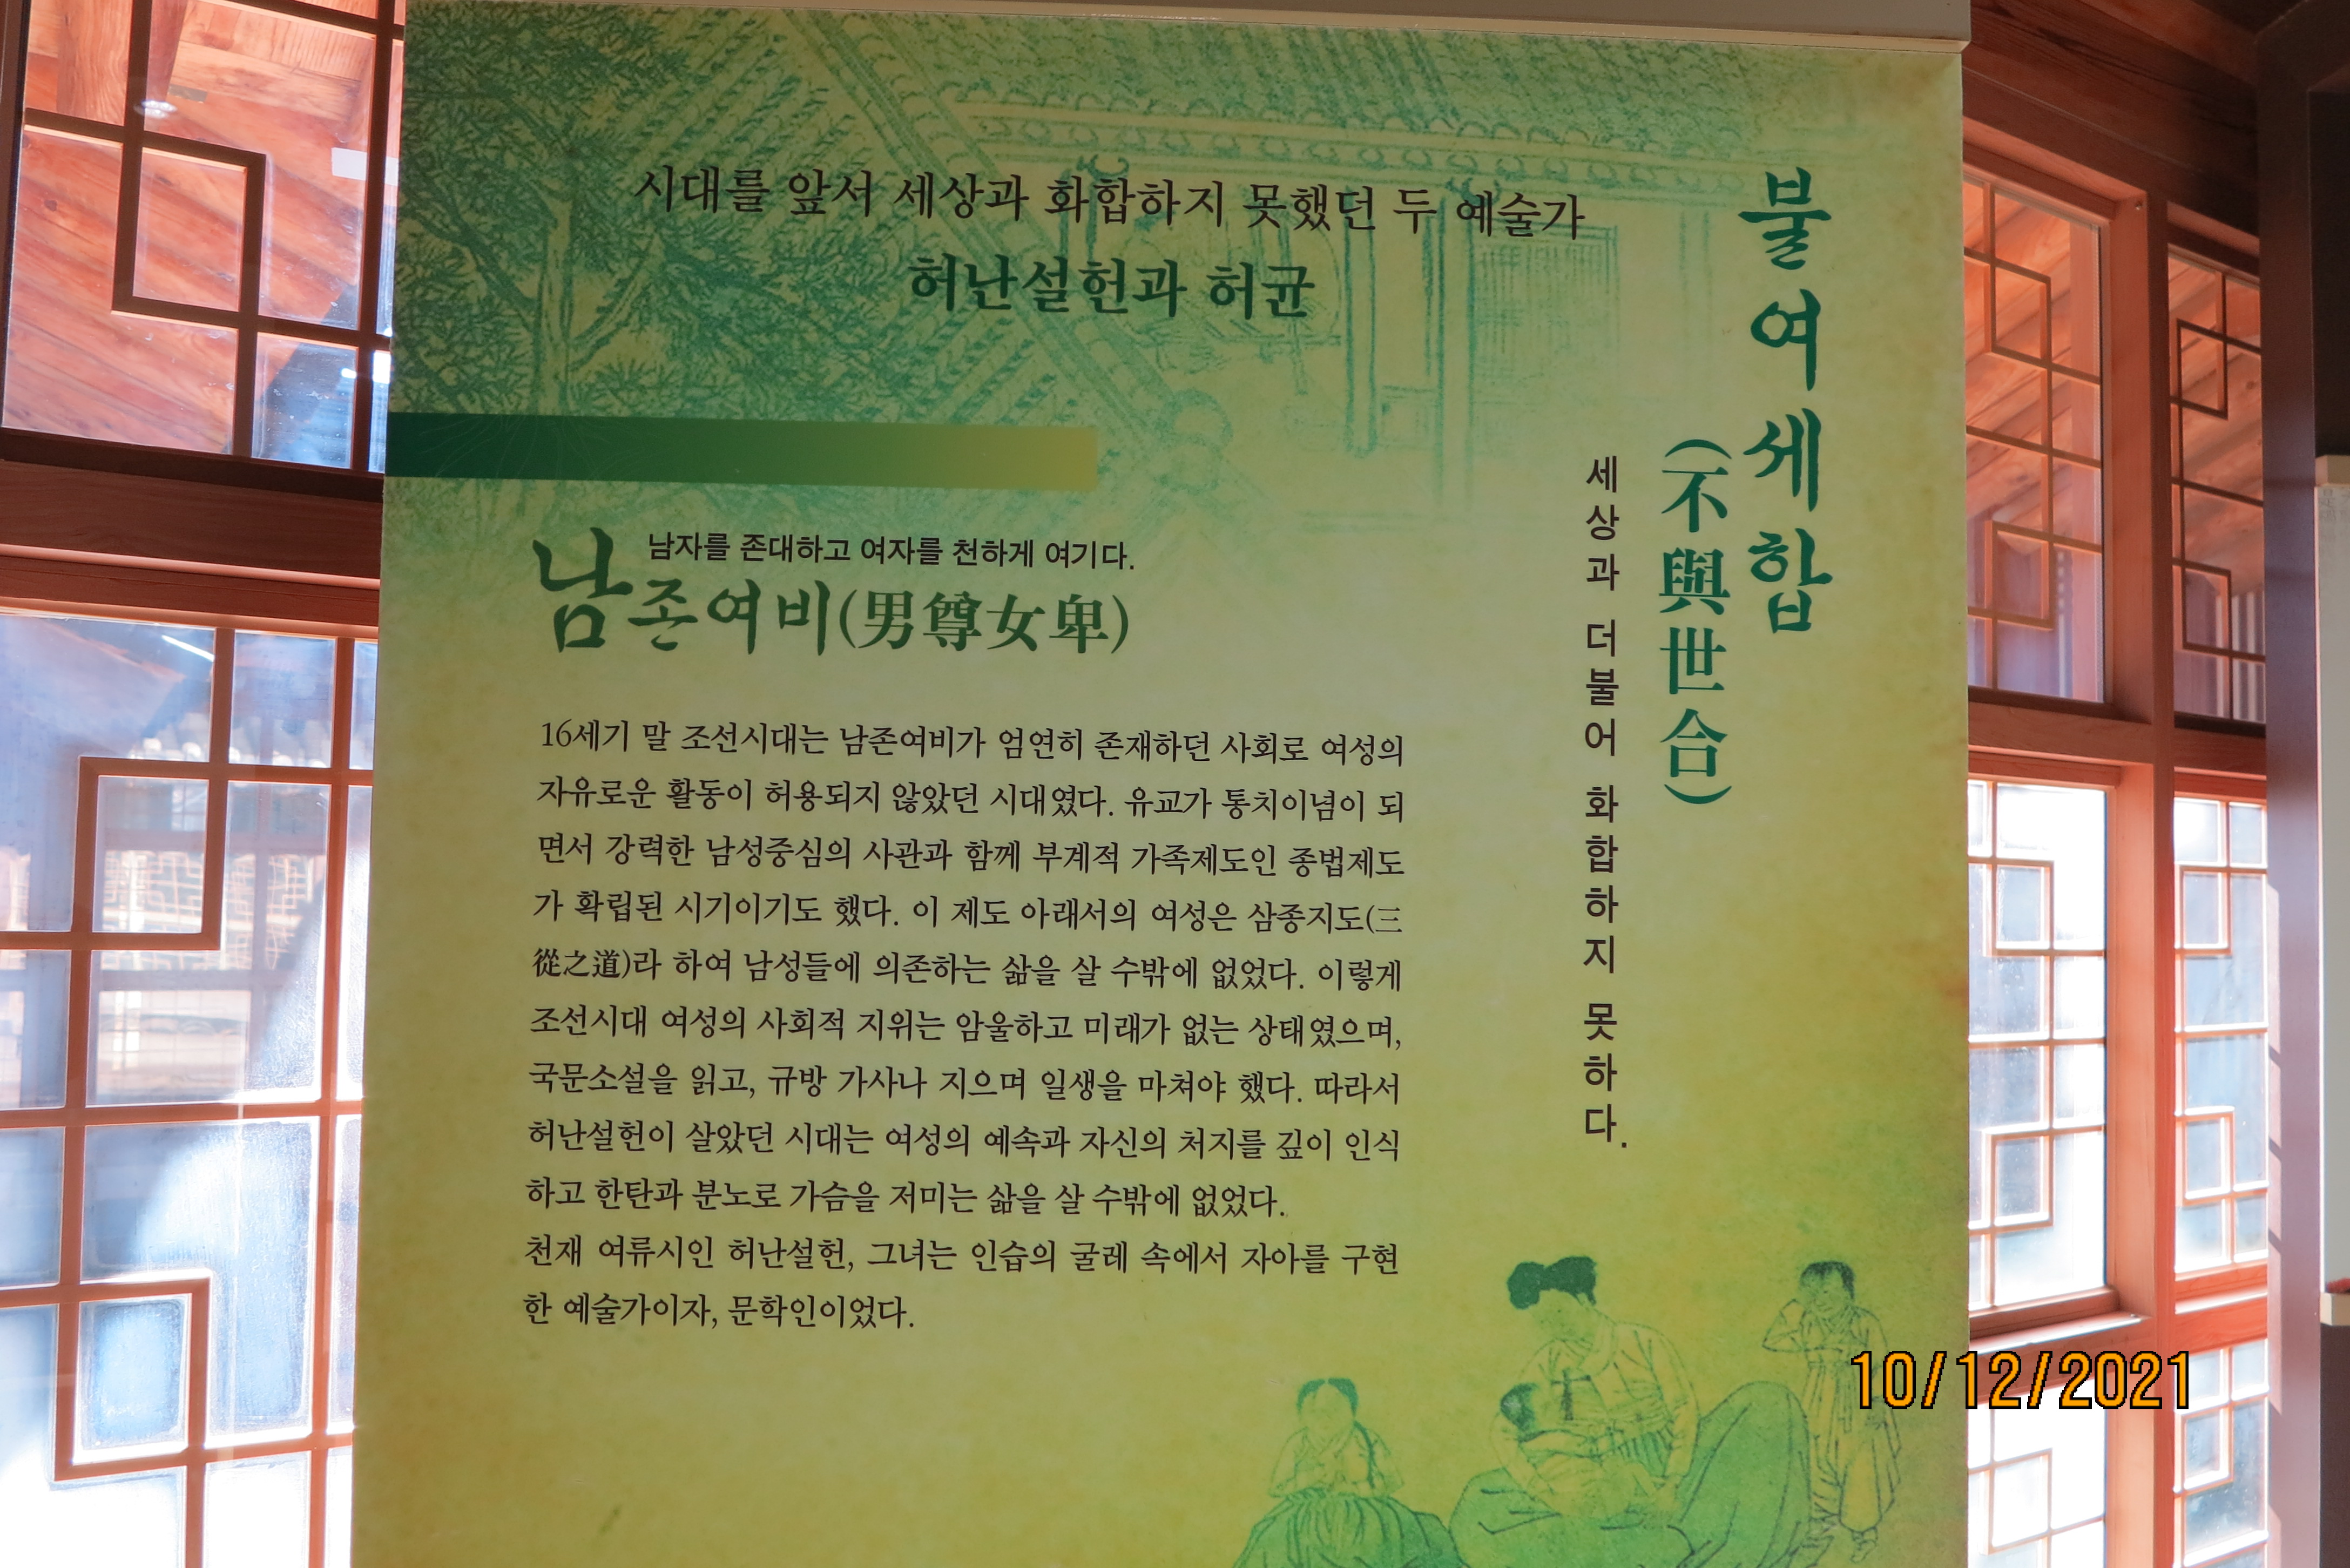 시대를 앞서 세상과 화합하지 못했던 두 예술가
허난설헌과 허균
불여세합
(不與世合)
세상과 더불어 화합하지 못하다.
남자를 존대하고 여자를 천하게 여기다.
남존여비(男尊女卑)
16세기 말 조선시대는 남존여비가 엄연히 존재하던 사회로 여성의
자유로운 활동이 허용되지 않았던 시대였다. 유교가 통치이념이 되
면서 강력한 남성중심의 사관과 함께 부계적 가족제도인 종법제도
가 확립된 시기이기도 했다. 이 제도 아래서의 여성은 삼종지도(三
從之道)라 하여 남성들에 의존하는 삶을 살 수밖에 없었다. 이렇게
조선시대 여성의 사회적 지위는 암울하고 미래가 없는 상태였으며,
국문소설을 읽고, 규방 가사나 지으며 일생을 마쳐야 했다. 따라서
허난설헌이 살았던 시대는 여성의 예속과 자신의 처지를 깊이 인식
하고 한탄과 분노로 가슴을 저미는 삶을 살 수밖에 없었다.
천재 여류시인 허난설헌, 그녀는 인습의 굴레 속에서 자아를 구현
한 예술가이자, 문학인이었다.
10/12/2021